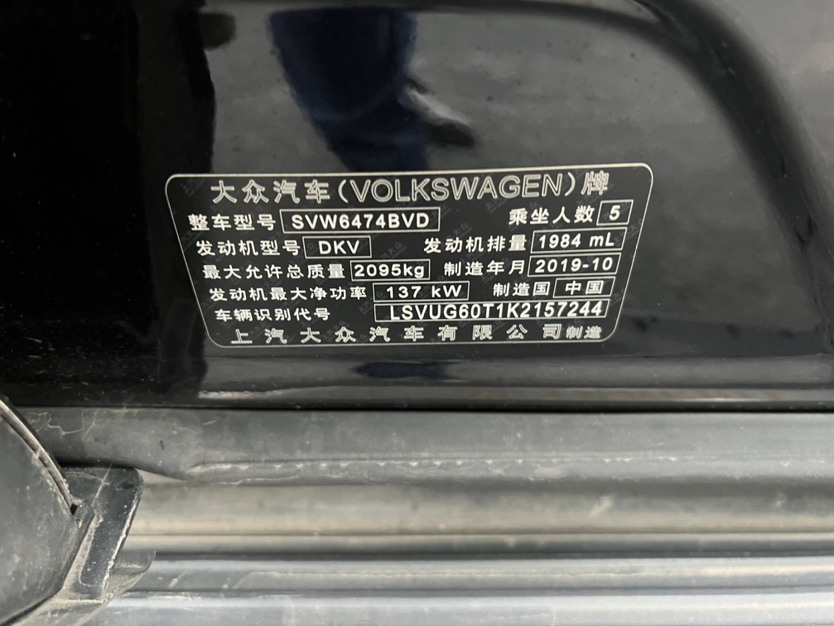 大众汽车(VOLKSWAGEN)牌
整车型号 SVW6474BVD 乘坐人数 5
发动机型号 DKV 发动机排量 1984 mL
最大允许总质量 2095kg 制造年月 2019-10
发动机最大净功率 137 kW 制造国 中国
车辆识别代号 LSVUG60T1K2157244
上汽大众汽车有限公司制造